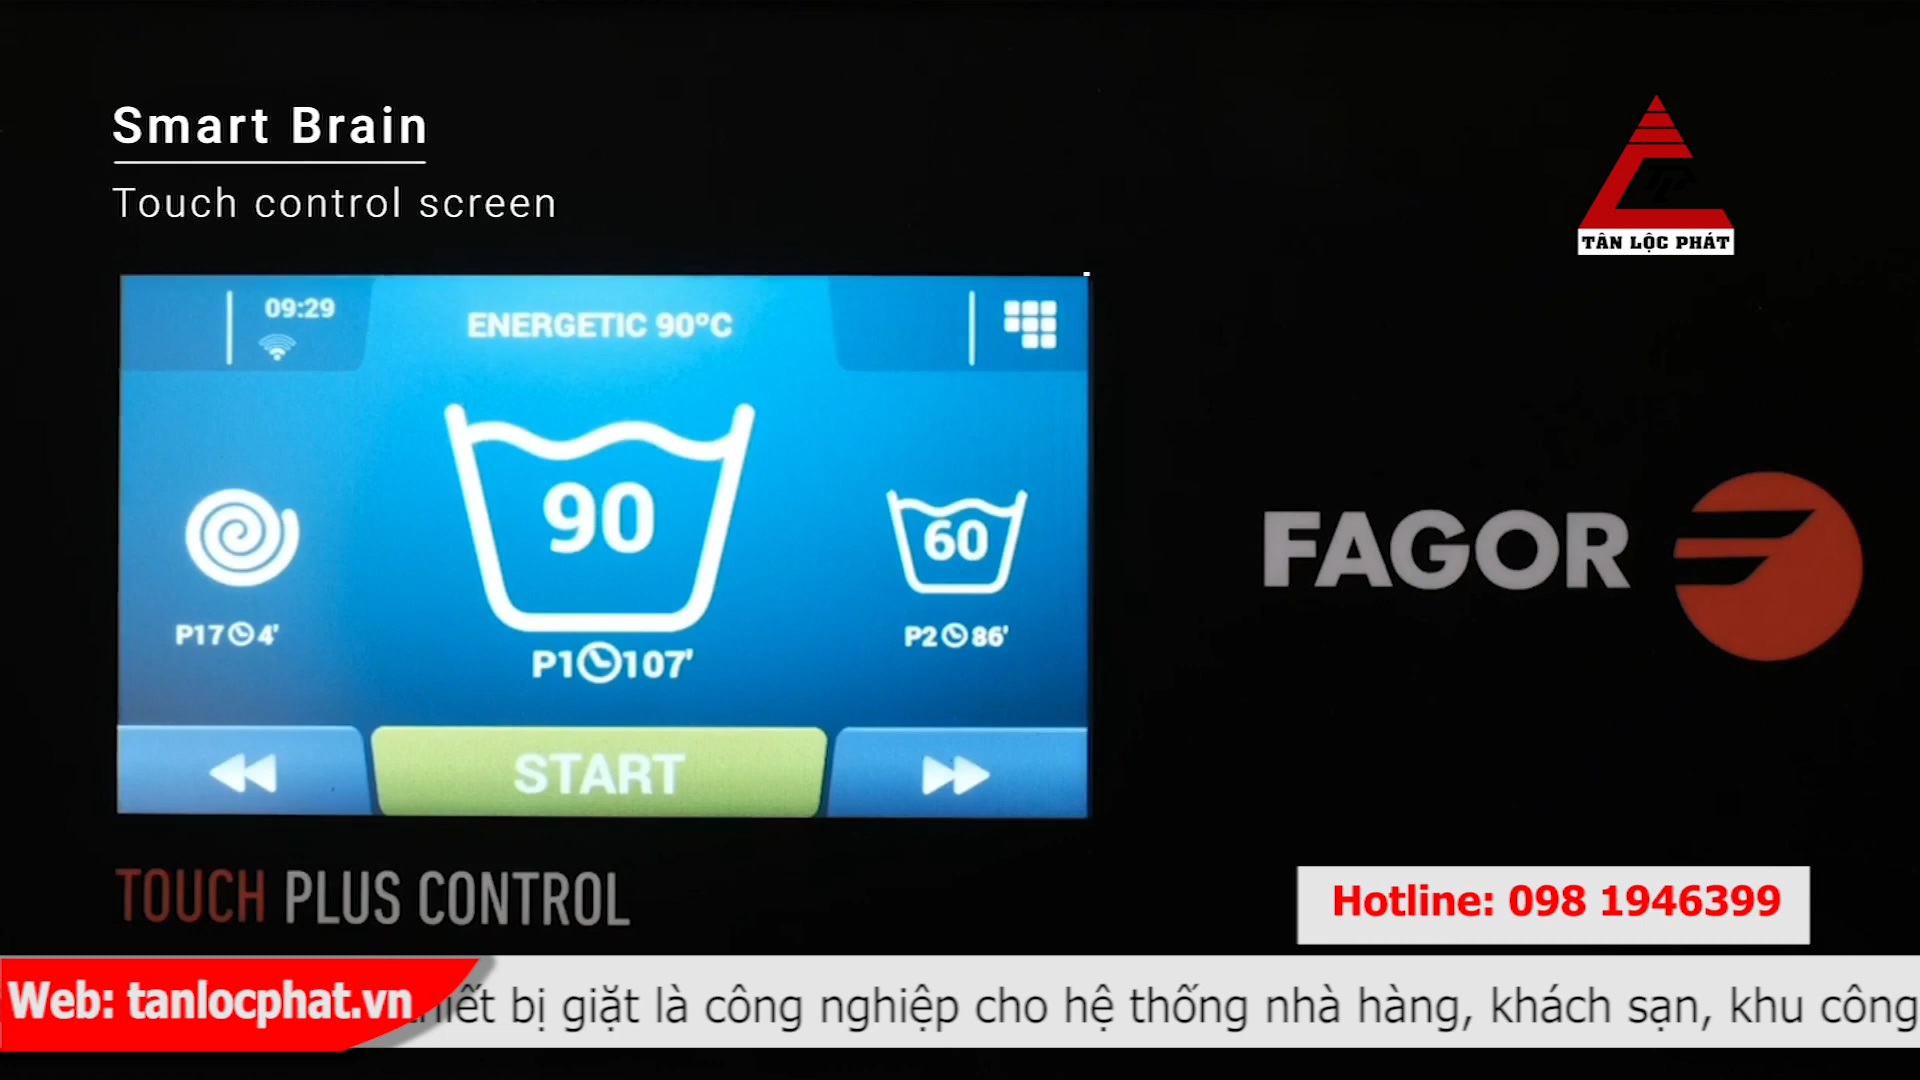 Smart Brain
Touch control screen
TÂN LỘC PHÁT
09:29
ENERGETIC 90ºC
90
60
P17 4'
P1 107'
P2 86'
START
FAGOR
TOUCH PLUS CONTROL
Hotline: 098 1946399
Web: tanlocphat.vn
bị giặt là công nghiệp cho hệ thống nhà hàng, khách sạn, khu công